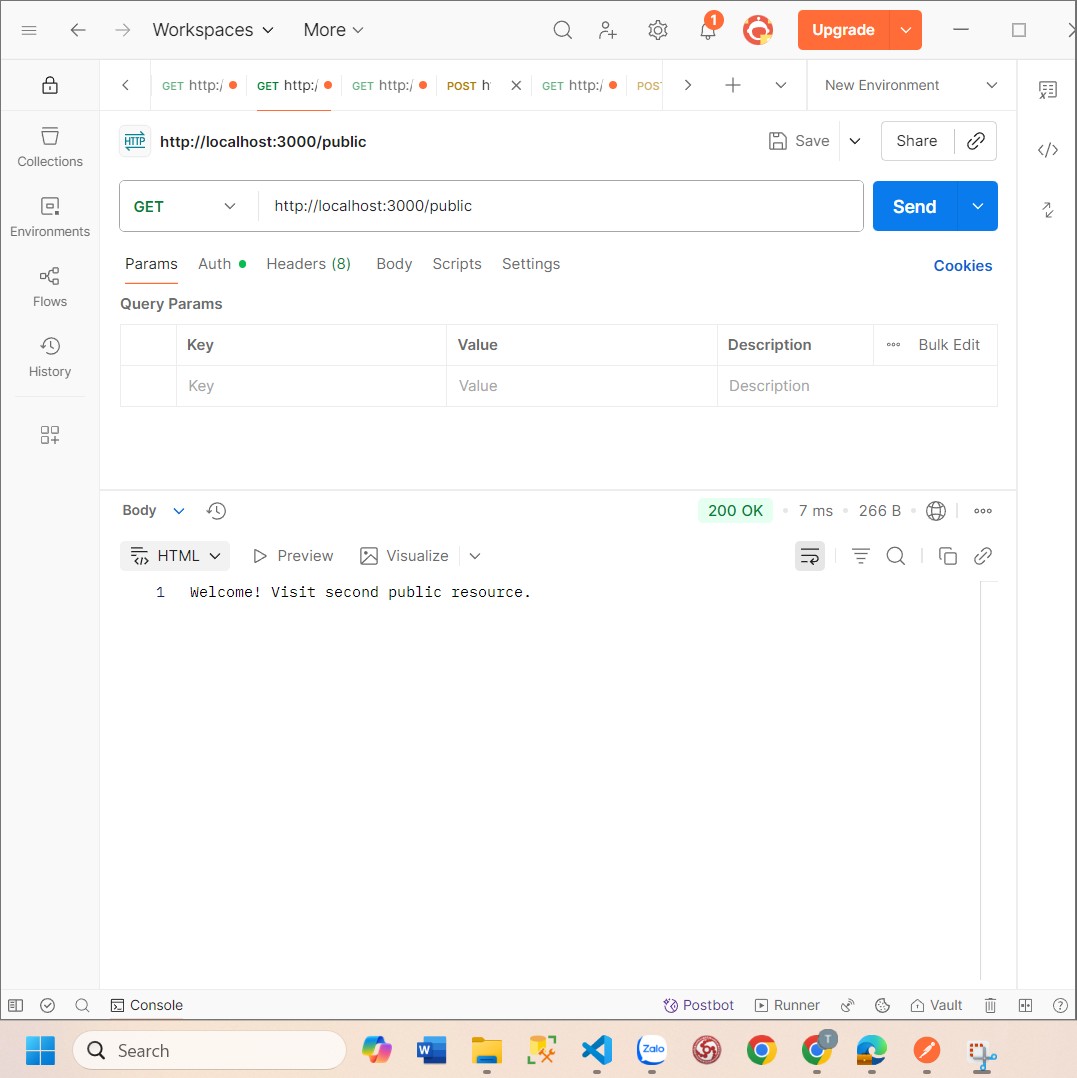 Workspaces More 1 Upgrade
GET http:/ GET http:/ GET http:/ POST h GET http:/ POST New Environment
HTTP http://localhost:3000/public Save Share
Collections
GET http://localhost:3000/public Send
Environments
Params Auth Headers (8) Body Scripts Settings Cookies
Flows
Query Params
Key Value Description Bulk Edit
History
Key Value Description
Body 200 OK 7 ms 266 B
HTML Preview Visualize
1 Welcome! Visit second public resource.
Console Postbot Runner Vault
Search W Zalo T